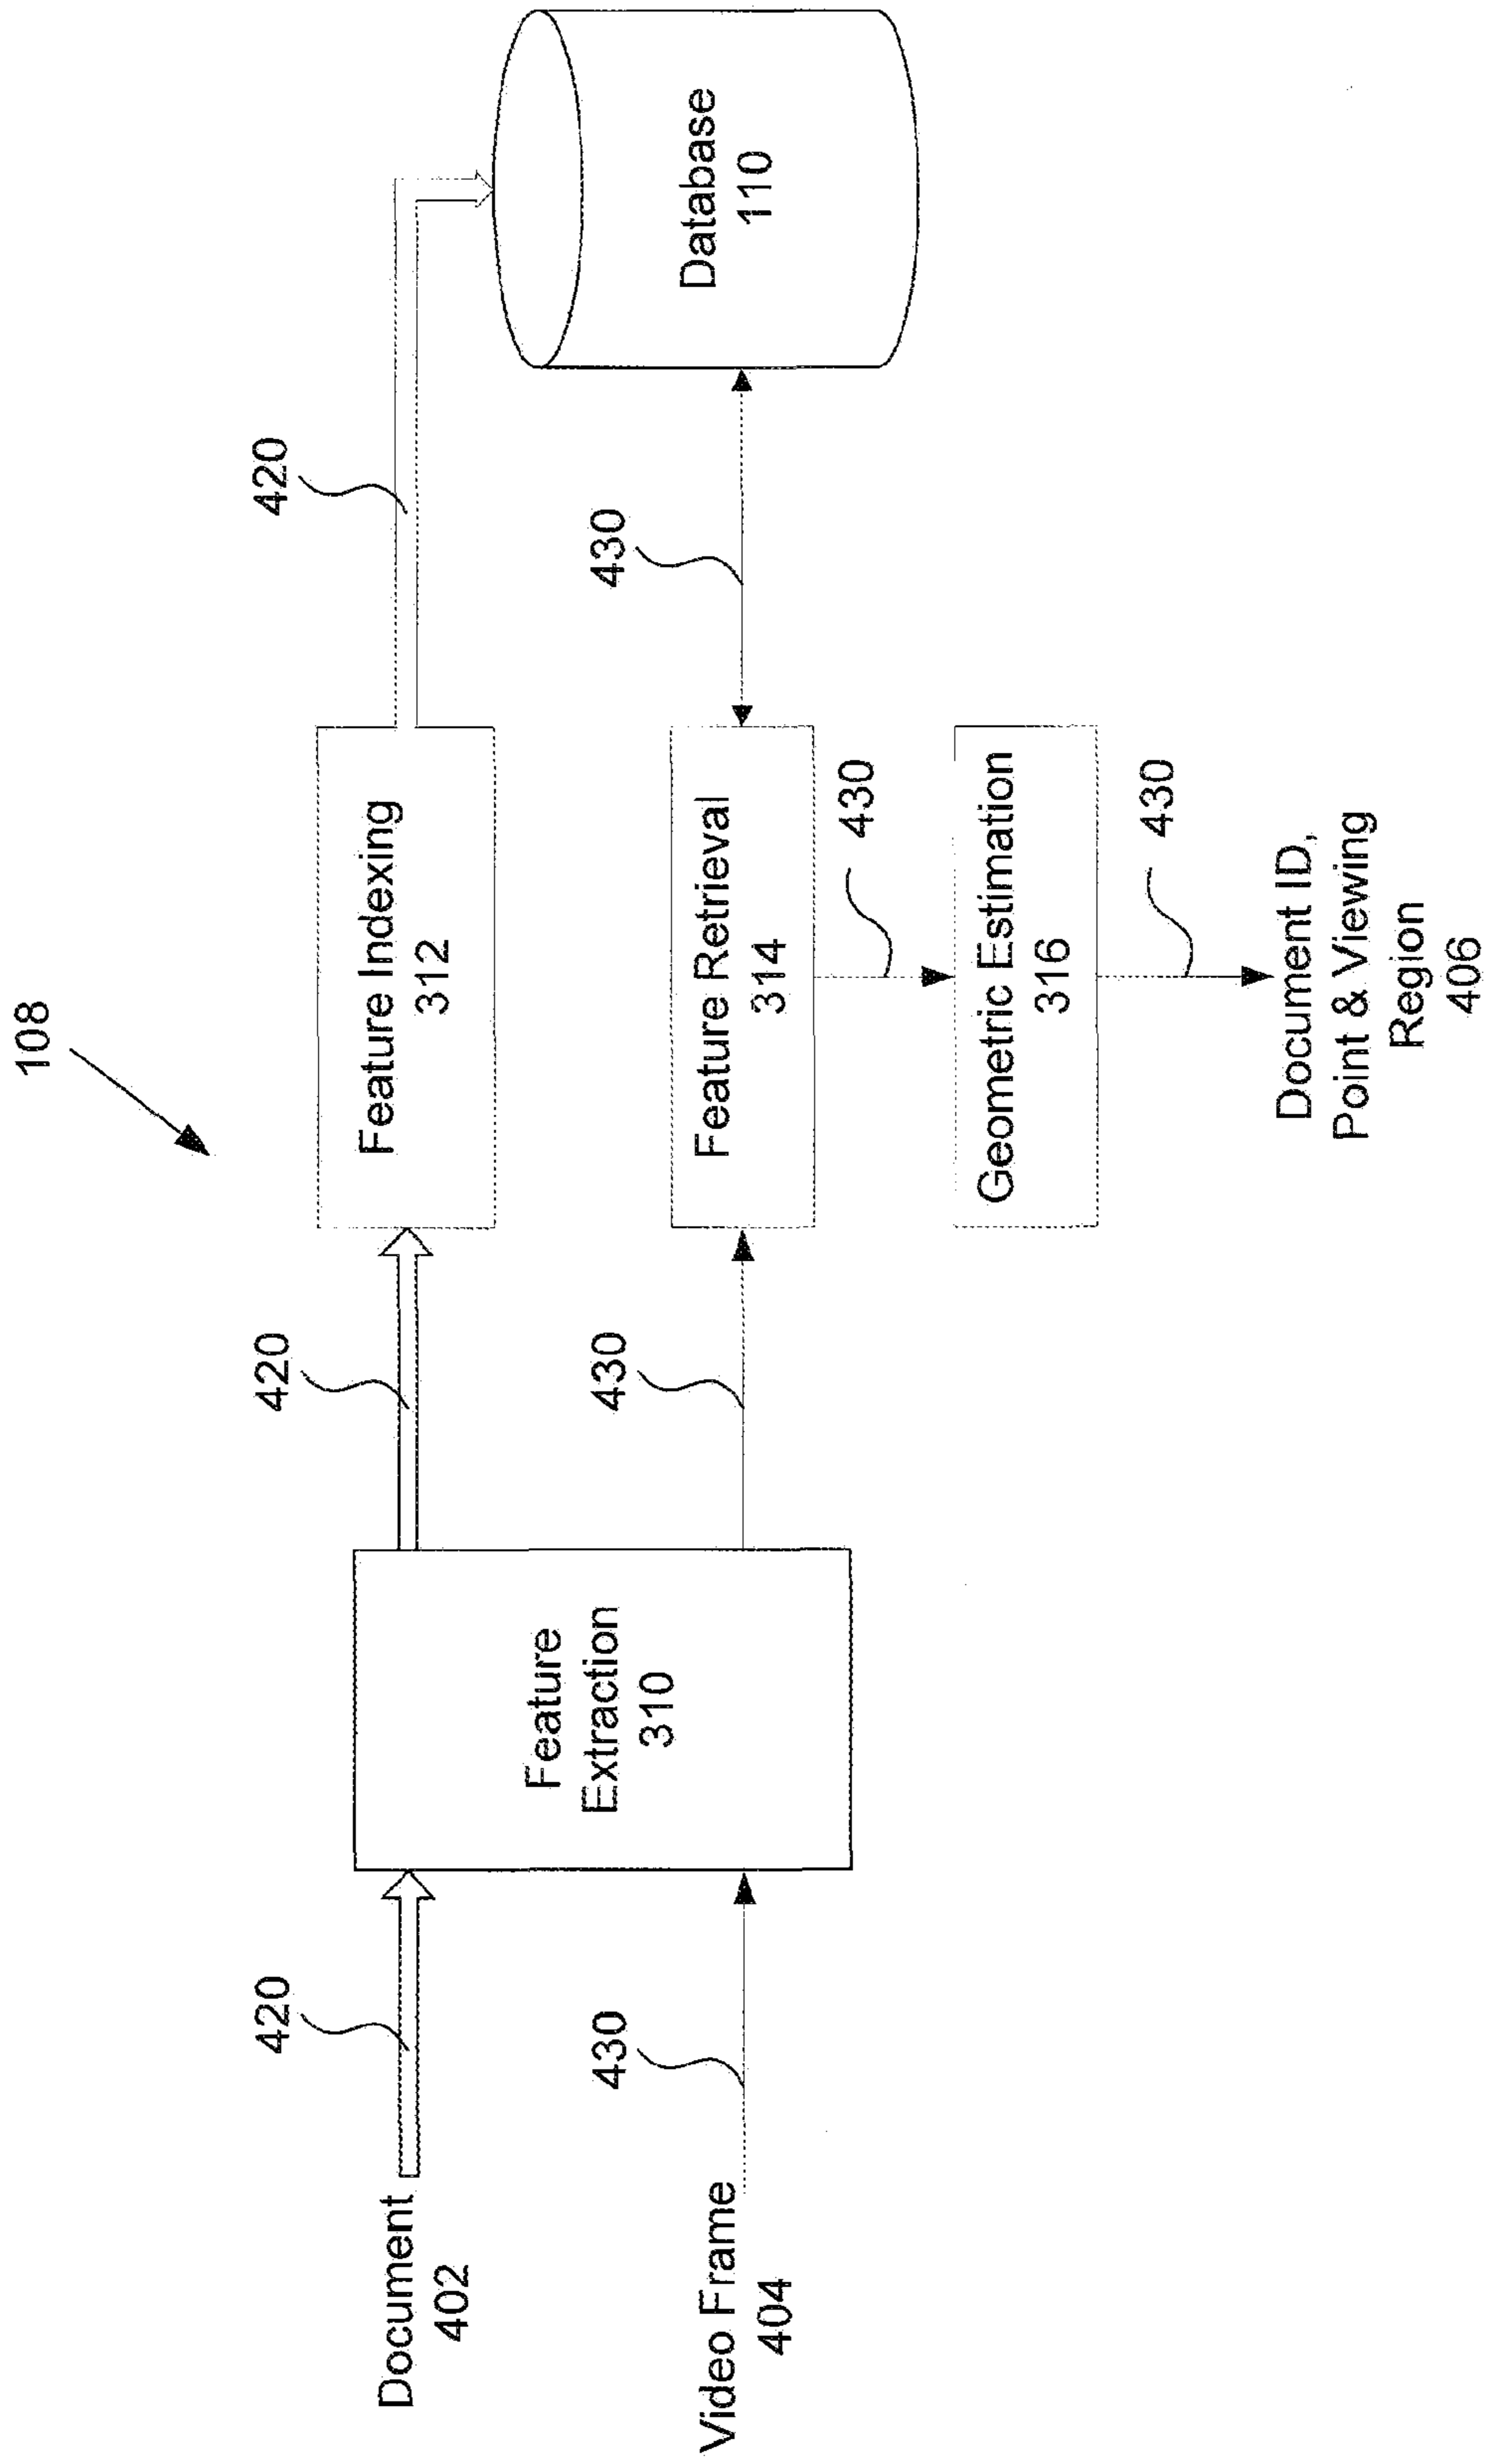 108
420
420
420
Document
402
Feature
Extraction
310
Feature Indexing
312
Database
110
430
430
430
Video Frame
404
Feature Retrieval
314
430
Geometric Estimation
316
430
Document ID,
Point & Viewing
Region
406